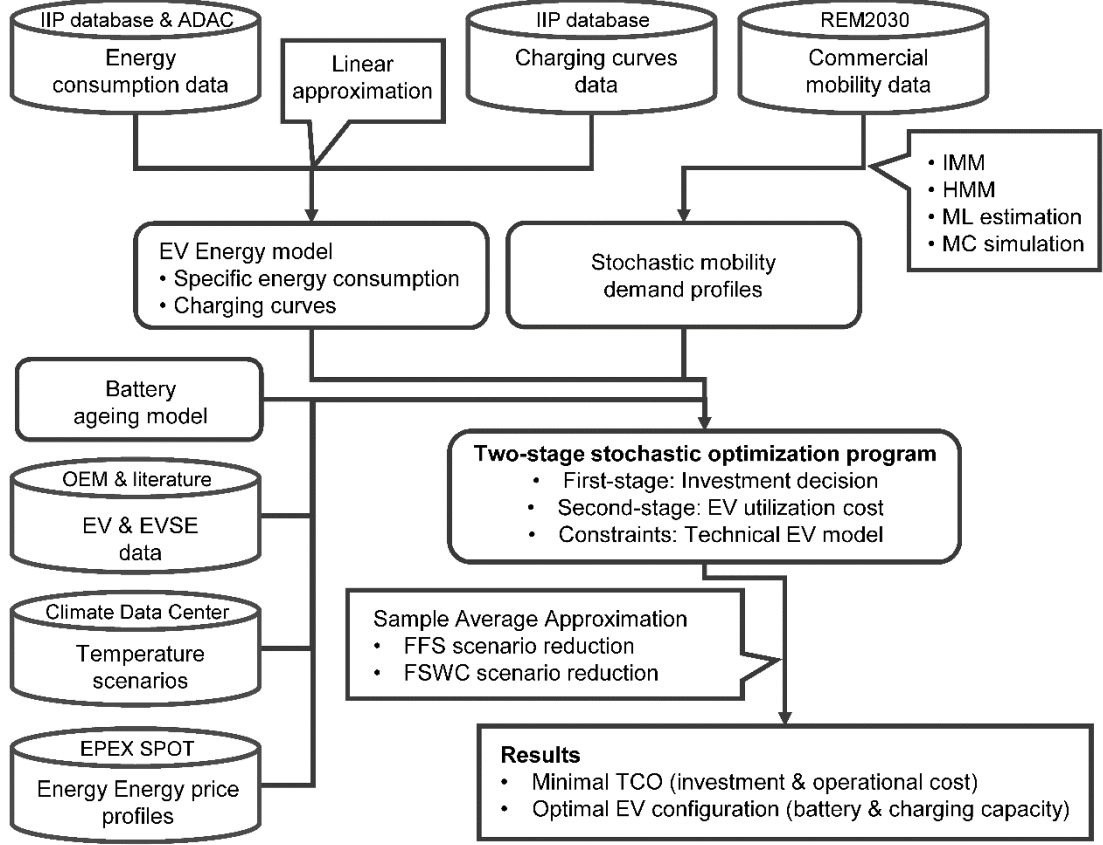 IIP database & ADAC
Energy
consumption data
Linear
approximation
IIP database
Charging curves
data
REM2030
Commercial
mobility data
• IMM
• HMM
• ML estimation
• MC simulation
EV Energy model
• Specific energy consumption
• Charging curves
Stochastic mobility
demand profiles
Battery
ageing model
OEM & literature
EV & EVSE
data
Climate Data Center
Temperature
scenarios
EPEX SPOT
Energy Energy price
profiles
Two-stage stochastic optimization program
• First-stage: Investment decision
• Second-stage: EV utilization cost
• Constraints: Technical EV model
Sample Average Approximation
• FFS scenario reduction
• FSWC scenario reduction
Results
• Minimal TCO (investment & operational cost)
• Optimal EV configuration (battery & charging capacity)